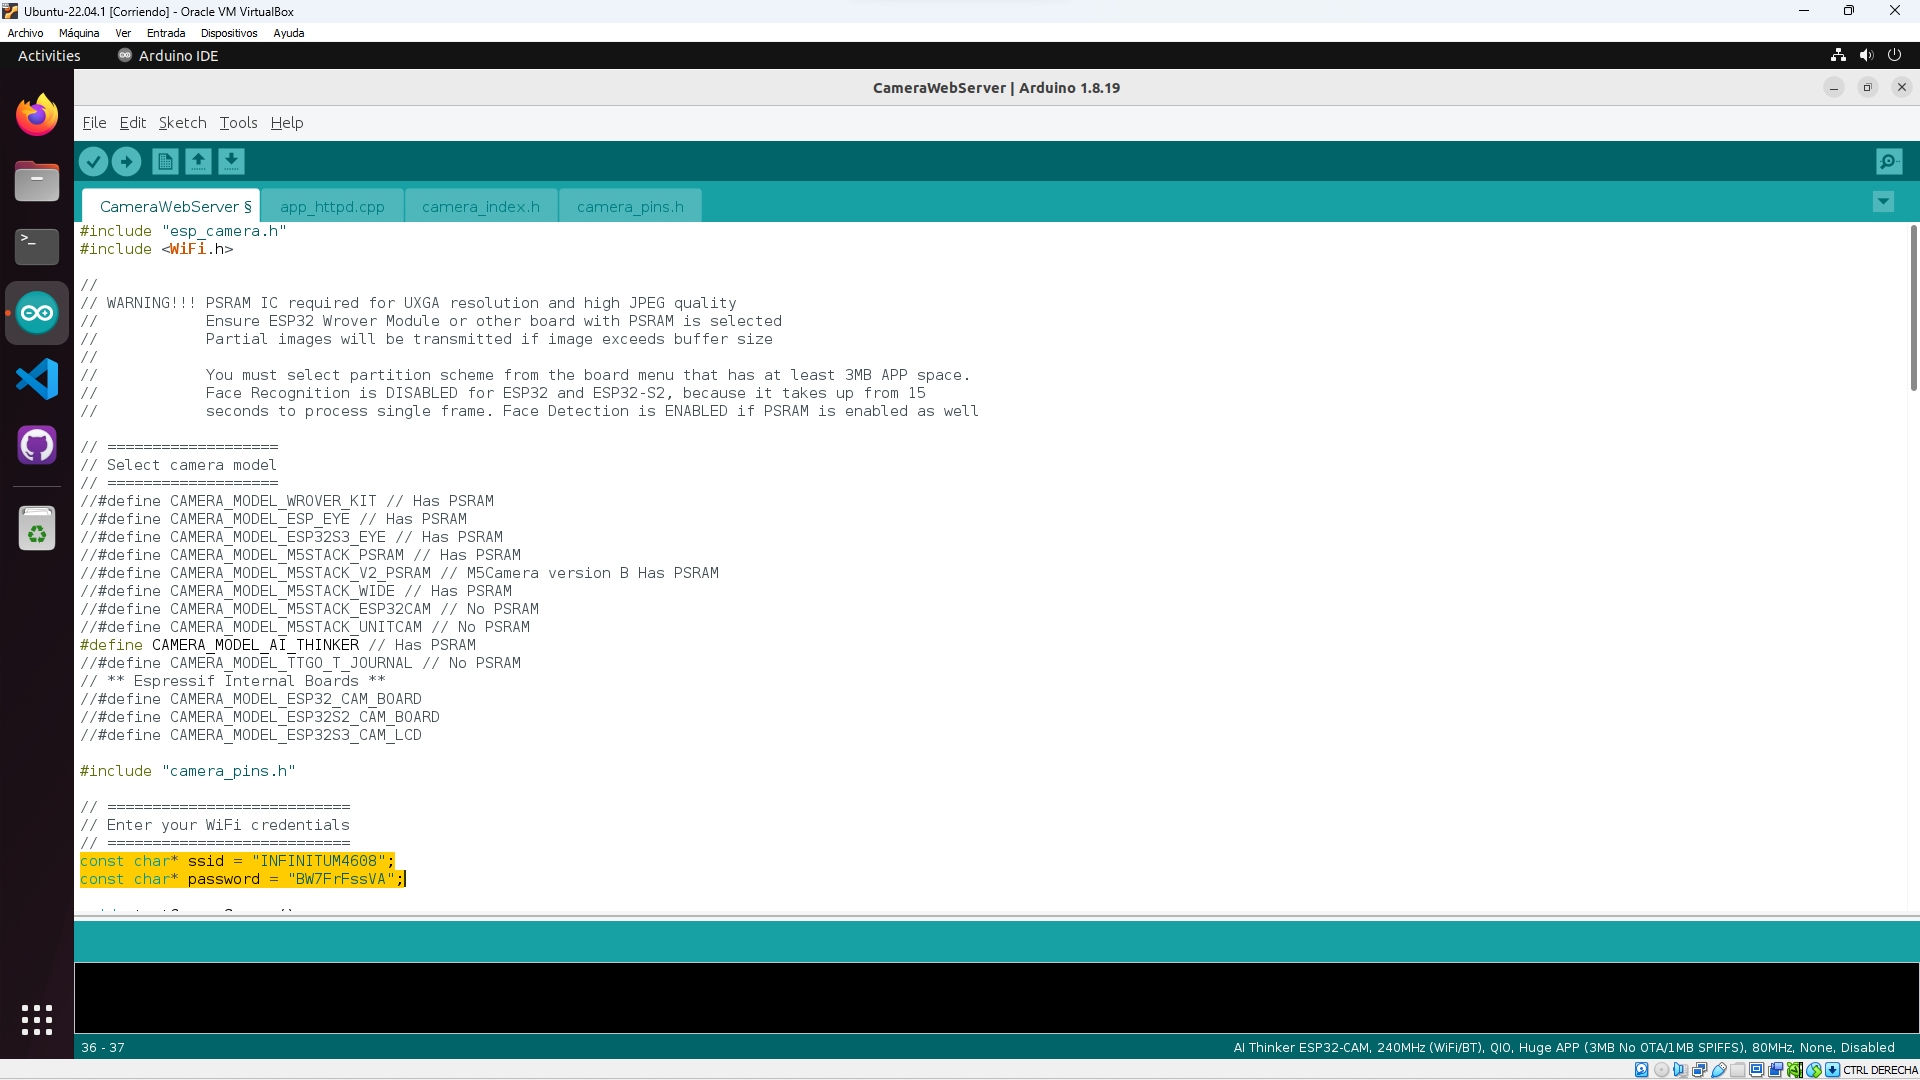 Ubuntu-22.04.1 [Corriendo] - Oracle VM VirtualBox
Archivo Máquina Ver Entrada Dispositivos Ayuda
Activities Arduino IDE
CameraWebServer | Arduino 1.8.19
File Edit Sketch Tools Help
CameraWebServer § app_httpd.cpp camera_index.h camera_pins.h
#include "esp_camera.h"
#include <WiFi.h>
//
// WARNING!!! PSRAM IC required for UXGA resolution and high JPEG quality
//            Ensure ESP32 Wrover Module or other board with PSRAM is selected
//            Partial images will be transmitted if image exceeds buffer size
//
//            You must select partition scheme from the board menu that has at least 3MB APP space.
//            Face Recognition is DISABLED for ESP32 and ESP32-S2, because it takes up from 15
//            seconds to process single frame. Face Detection is ENABLED if PSRAM is enabled as well
// ===================
// Select camera model
// ===================
//#define CAMERA_MODEL_WROVER_KIT // Has PSRAM
//#define CAMERA_MODEL_ESP_EYE // Has PSRAM
//#define CAMERA_MODEL_ESP32S3_EYE // Has PSRAM
//#define CAMERA_MODEL_M5STACK_PSRAM // Has PSRAM
//#define CAMERA_MODEL_M5STACK_V2_PSRAM // M5Camera version B Has PSRAM
//#define CAMERA_MODEL_M5STACK_WIDE // Has PSRAM
//#define CAMERA_MODEL_M5STACK_ESP32CAM // No PSRAM
//#define CAMERA_MODEL_M5STACK_UNITCAM // No PSRAM
#define CAMERA_MODEL_AI_THINKER // Has PSRAM
//#define CAMERA_MODEL_TTGO_T_JOURNAL // No PSRAM
// ** Espressif Internal Boards **
//#define CAMERA_MODEL_ESP32_CAM_BOARD
//#define CAMERA_MODEL_ESP32S2_CAM_BOARD
//#define CAMERA_MODEL_ESP32S3_CAM_LCD
#include "camera_pins.h"
// ===========================
// Enter your WiFi credentials
// ===========================
const char* ssid = "INFINITUM4608";
const char* password = "BW7FrFssVA";
36 - 37
AI Thinker ESP32-CAM, 240MHz (WiFi/BT), QIO, Huge APP (3MB No OTA/1MB SPIFFS), 80MHz, None, Disabled
CTRL DERECHA